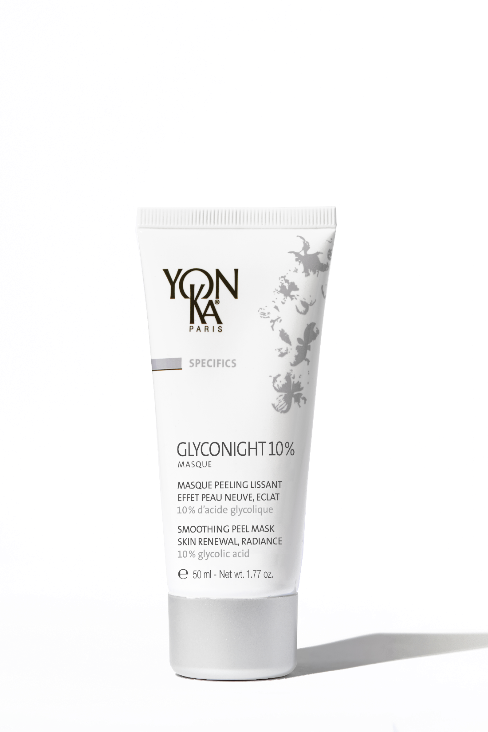 YON
KA®
PARIS
SPECIFICS
GLYCONIGHT 10%
MASQUE
MASQUE PEELING LISSANT
EFFET PEAU NEUVE, ECLAT
10% d'acide glycolique
SMOOTHING PEEL MASK
SKIN RENEWAL, RADIANCE
10% glycolic acid
℮ 50 ml - Net wt. 1.77 oz.